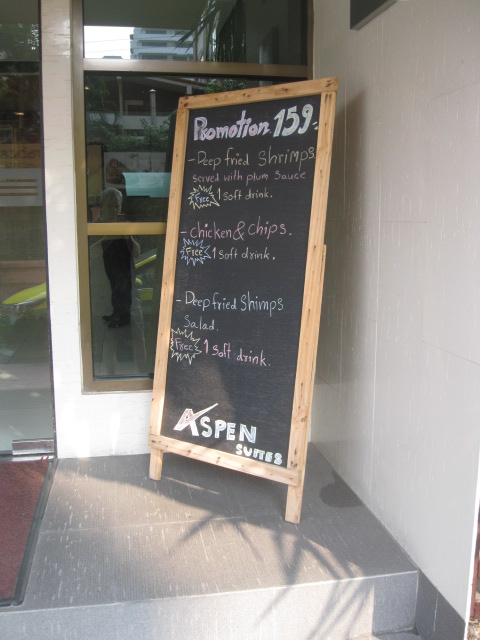 Promotion 159.-
- Deep fried Shrimps
served with plum sauce
Free 1 soft drink.
- chicken & chips.
Free 1 soft drink.
- Deep fried Shimps
Salad.
Free 1 soft drink.
ASPEN
SUITES